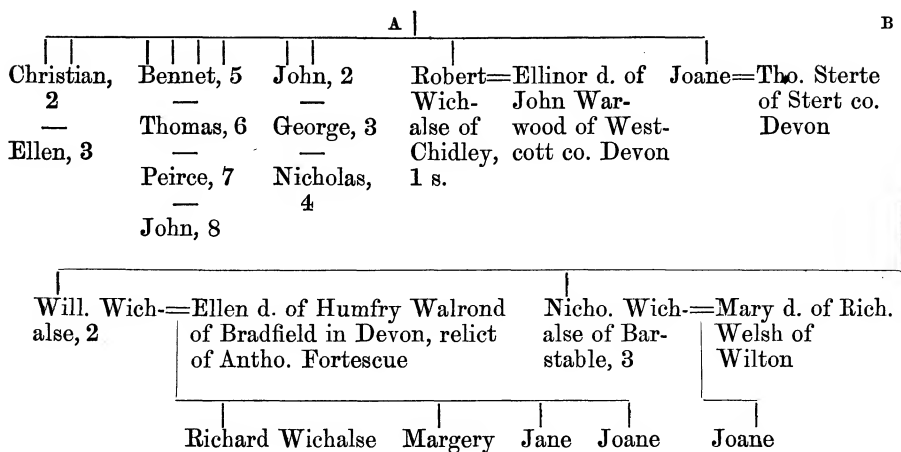 A B
Christian, Bennet, 5 John, 2 Robert=Ellinor d. of Joane=Tho. Sterte
2 — — Wich- John War- of Stert co.
— Thomas, 6 George, 3 alse of wood of West- Devon
Ellen, 3 — — Chidley, cott co. Devon
Peirce, 7 Nicholas, 1 s.
— 4
John, 8
Will. Wich-=Ellen d. of Humfry Walrond Nicho. Wich-=Mary d. of Rich.
alse, 2 of Bradfield in Devon, relict alse of Bar- Welsh of
of Antho. Fortescue stable, 3 Wilton
Richard Wichalse Margery Jane Joane Joane